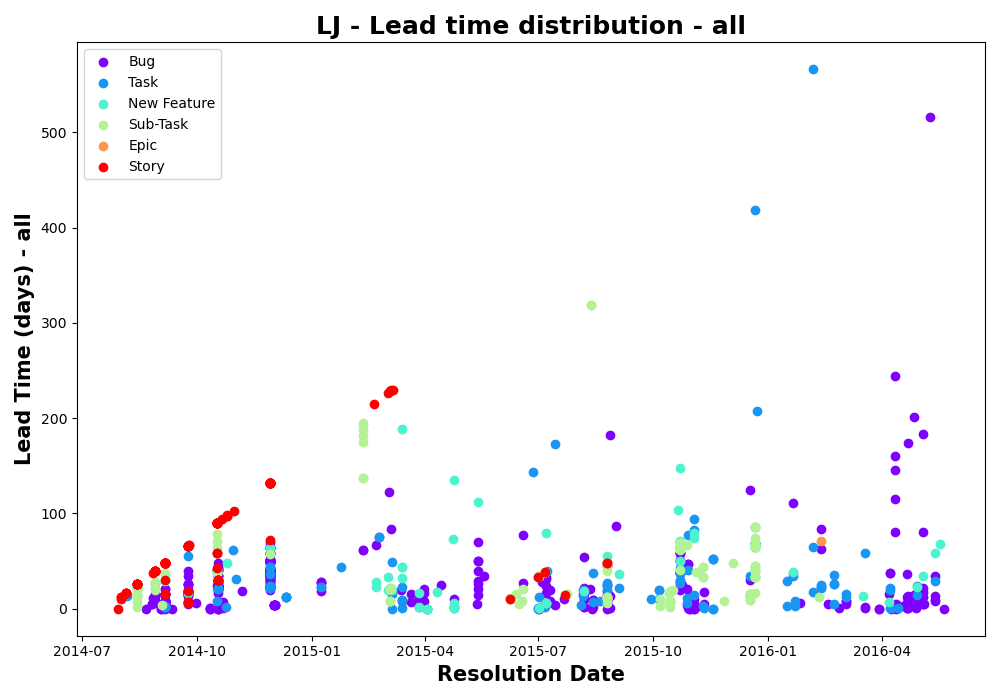 LJ - Lead time distribution - all
Bug
Task
New Feature
Sub-Task
Epic
Story
Lead Time (days) - all
500
400
300
200
100
0
2014-07 2014-10 2015-01 2015-04 2015-07 2015-10 2016-01 2016-04
Resolution Date